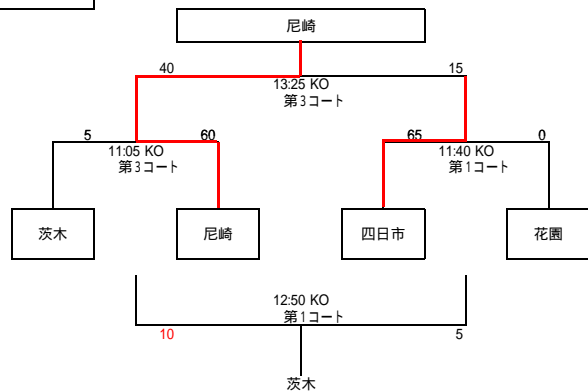 尼崎
40 15
13:25 KO
第3コート
5 60 65 0
11:05 KO 11:40 KO
第3コート 第1コート
茨木 尼崎 四日市 花園
12:50 KO
第1コート
10 5
茨木